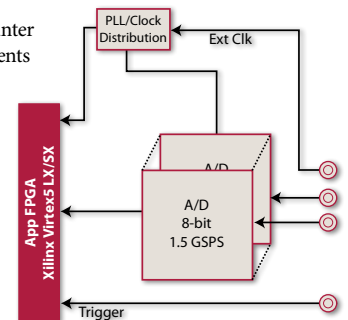 nter
ents
PLL/Clock
Distribution
Ext Clk
App FPGA
Xilinx Virtex5 LX/SX
A/D
A/D
8-bit
1.5 GSPS
Trigger